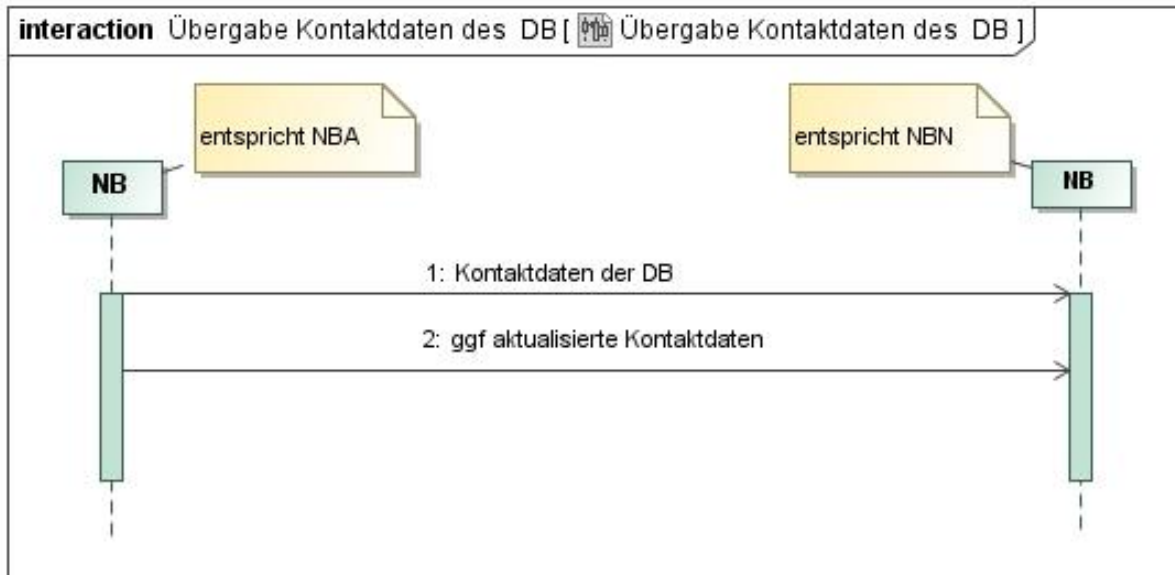 interaction Übergabe Kontaktdaten des DB [ Übergabe Kontaktdaten des DB ]
entspricht NBA
entspricht NBN
NB
NB
1: Kontaktdaten der DB
2: ggf aktualisierte Kontaktdaten